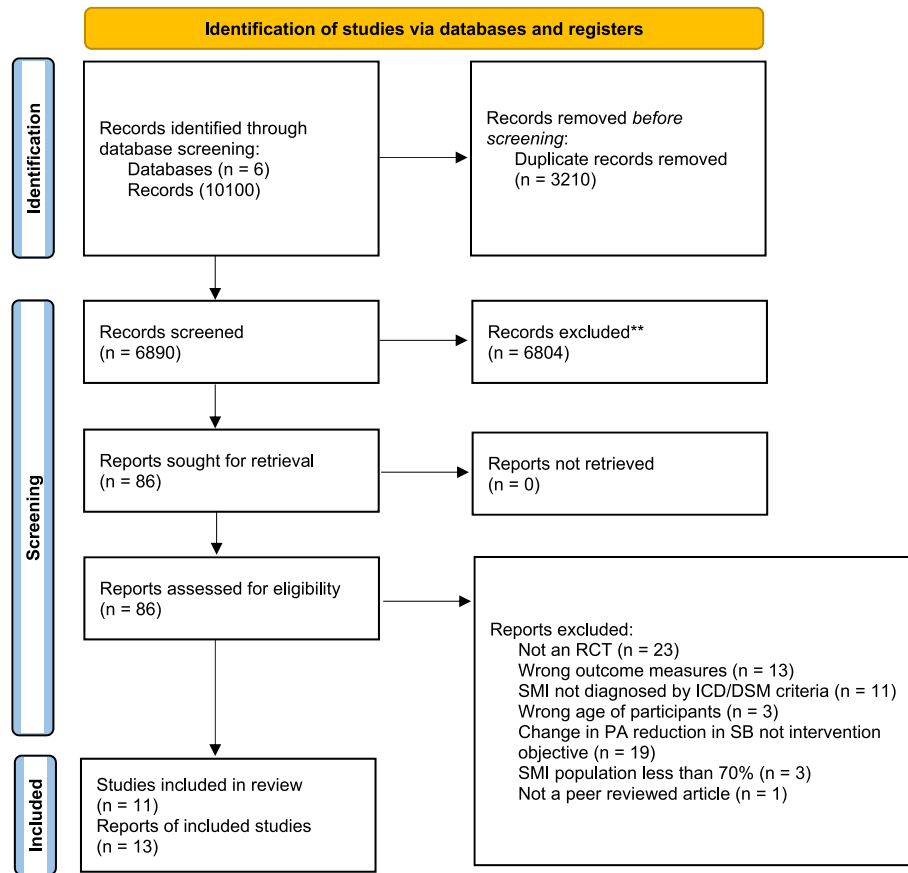 Identification of studies via databases and registers
Identification
Records identified through
database screening:
Databases (n = 6)
Records (10100)
Records removed before
screening:
Duplicate records removed
(n = 3210)
Screening
Records screened
(n = 6890)
Records excluded**
(n = 6804)
Reports sought for retrieval
(n = 86)
Reports not retrieved
(n = 0)
Reports assessed for eligibility
(n = 86)
Reports excluded:
Not an RCT (n = 23)
Wrong outcome measures (n = 13)
SMI not diagnosed by ICD/DSM criteria (n = 11)
Wrong age of participants (n = 3)
Change in PA reduction in SB not intervention
objective (n = 19)
SMI population less than 70% (n = 3)
Not a peer reviewed article (n = 1)
Included
Studies included in review
(n = 11)
Reports of included studies
(n = 13)